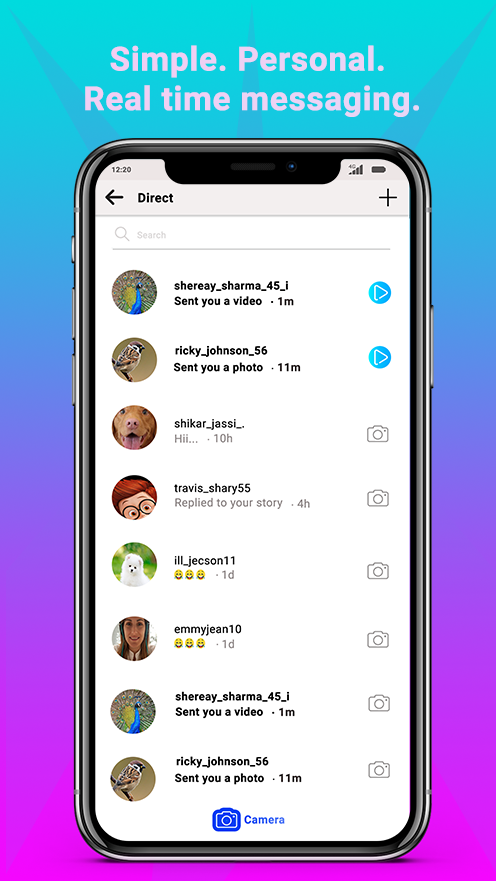 Simple. Personal.
Real time messaging.
12:20
4G
Direct
Search
shereay_sharma_45_i
Sent you a video · 1m
ricky_johnson_56
Sent you a photo · 11m
shikar_jassi_.
Hii... · 10h
travis_shary55
Replied to your story · 4h
ill_jecson11
😂😂😂 · 1d
emmyjean10
😂😂😂 · 1d
shereay_sharma_45_i
Sent you a video · 1m
ricky_johnson_56
Sent you a photo · 11m
Camera